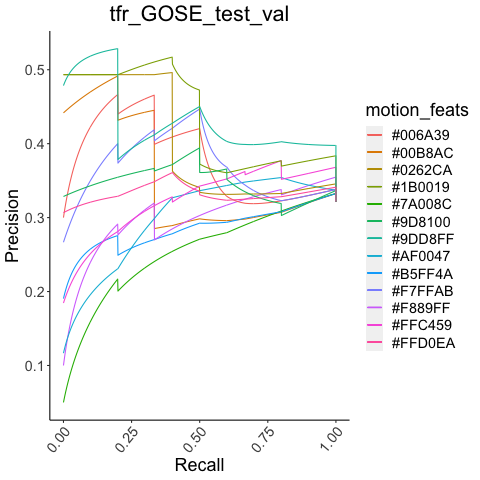 tfr_GOSE_test_val
Precision
0.5
0.4
0.3
0.2
0.1
0.00
0.25
0.50
0.75
1.00
Recall
motion_feats
#006A39
#00B8AC
#0262CA
#1B0019
#7A008C
#9D8100
#9DD8FF
#AF0047
#B5FF4A
#F7FFAB
#F889FF
#FFC459
#FFD0EA